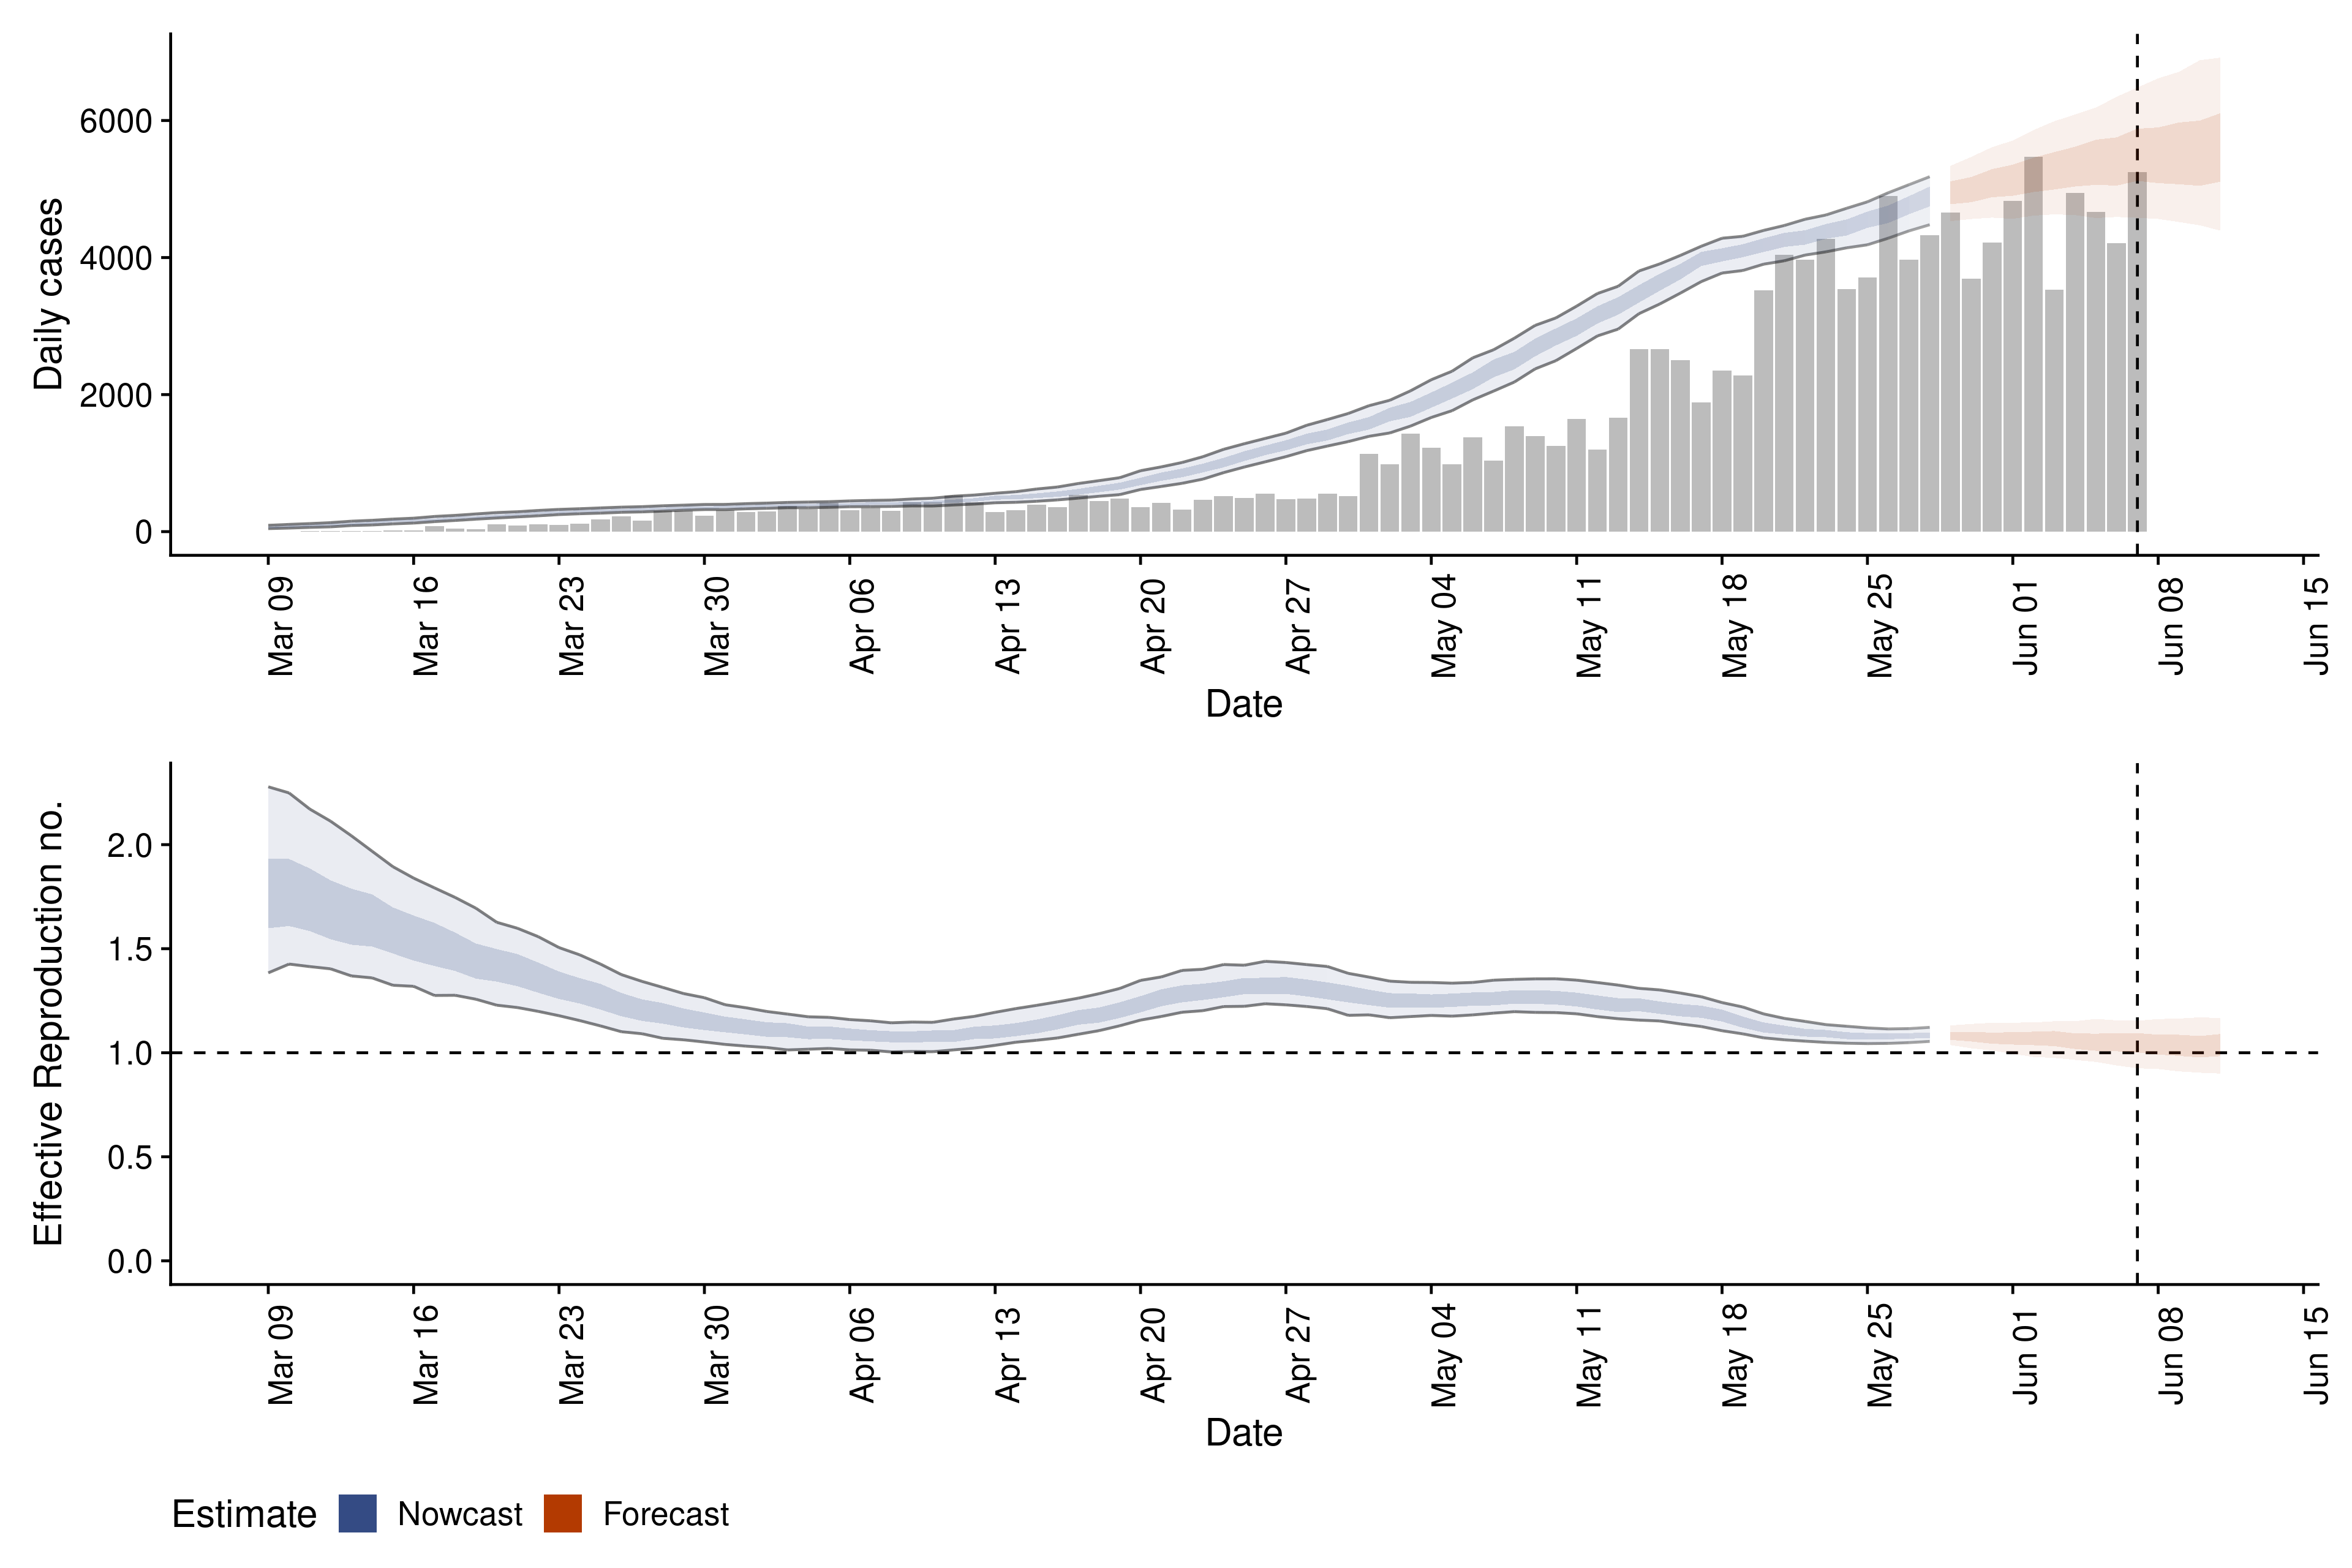 Daily cases
6000
4000
2000
0
Mar 09
Mar 16
Mar 23
Mar 30
Apr 06
Apr 13
Apr 20
Apr 27
May 04
May 11
May 18
May 25
Jun 01
Jun 08
Jun 15
Date
Effective Reproduction no.
2.0
1.5
1.0
0.5
0.0
Mar 09
Mar 16
Mar 23
Mar 30
Apr 06
Apr 13
Apr 20
Apr 27
May 04
May 11
May 18
May 25
Jun 01
Jun 08
Jun 15
Date
Estimate Nowcast Forecast